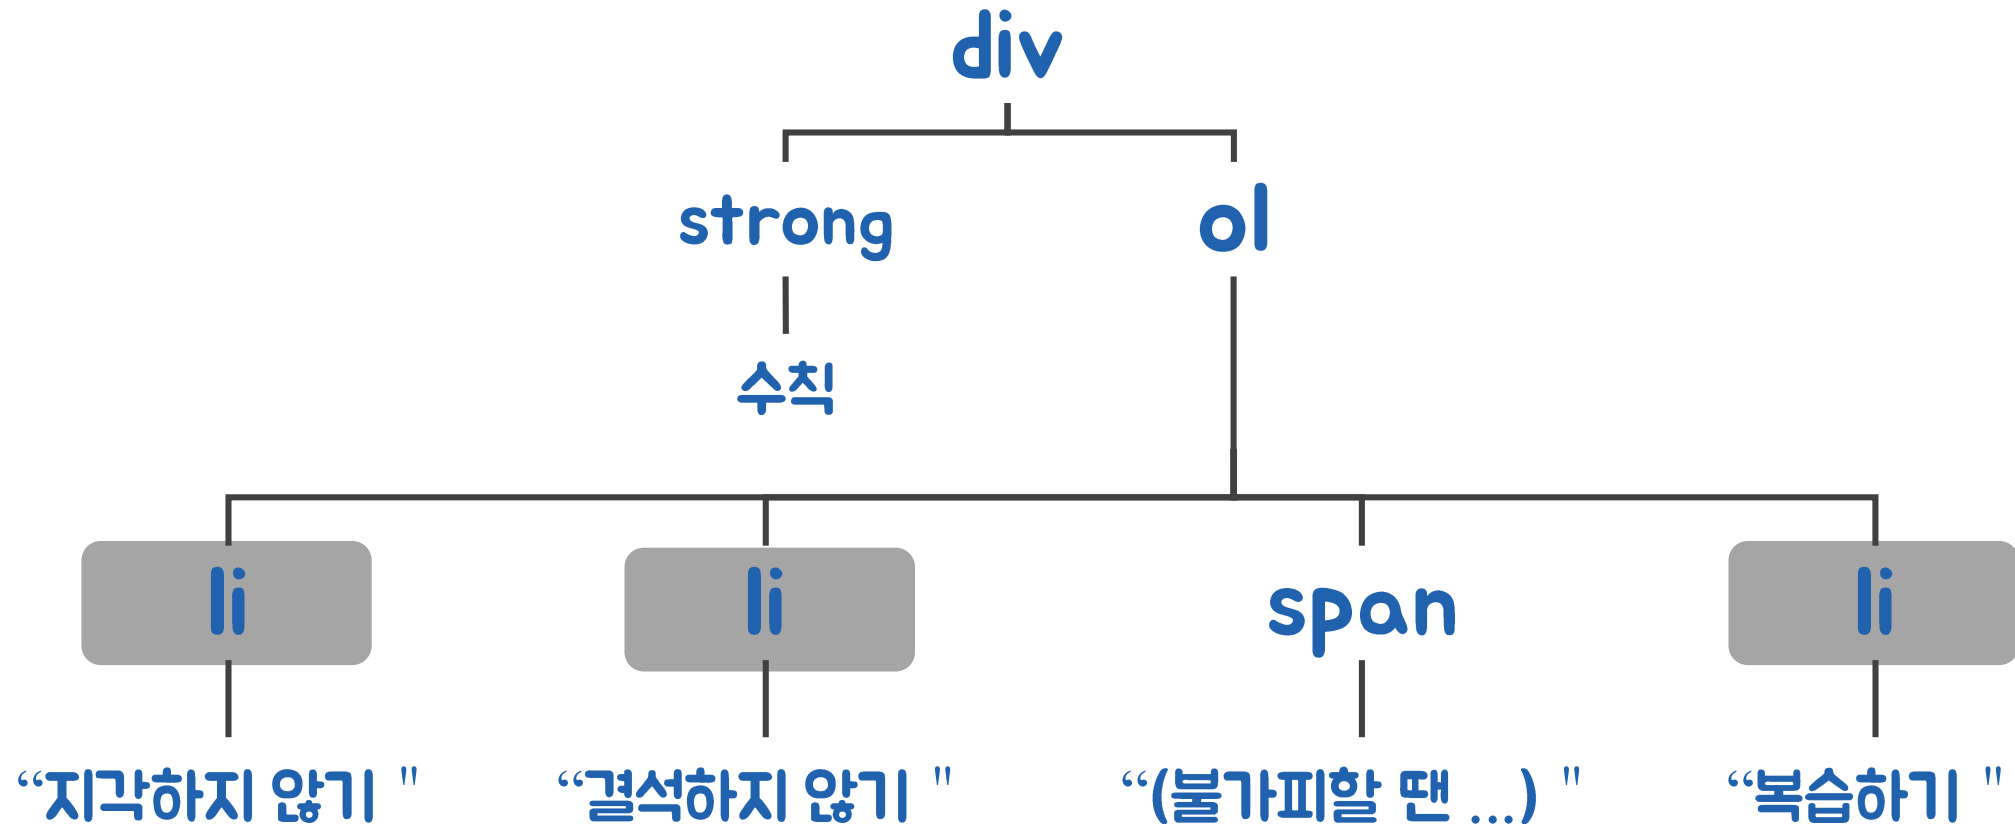 div
strong
ol
수칙
li
li
span
li
“지각하지 않기 "
“결석하지 않기 "
“(불가피할 땐 ...) "
“복습하기 "